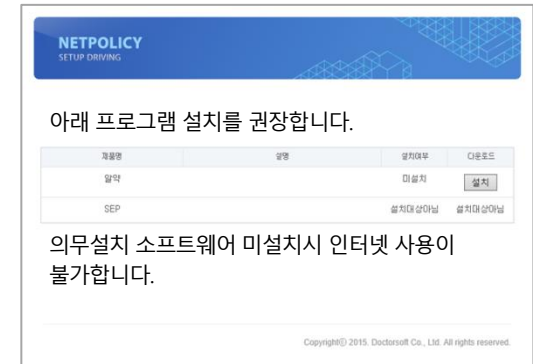 NETPOLICY
SETUP DRIVING
아래 프로그램 설치를 권장합니다.
제품명 설명 설치여부 다운로드
알약 미설치 설치
SEP 설치대상아님 설치대상아님
의무설치 소프트웨어 미설치시 인터넷 사용이
불가합니다.
Copyrightⓒ 2015. Doctorsoft Co., Ltd. All rights reserved.